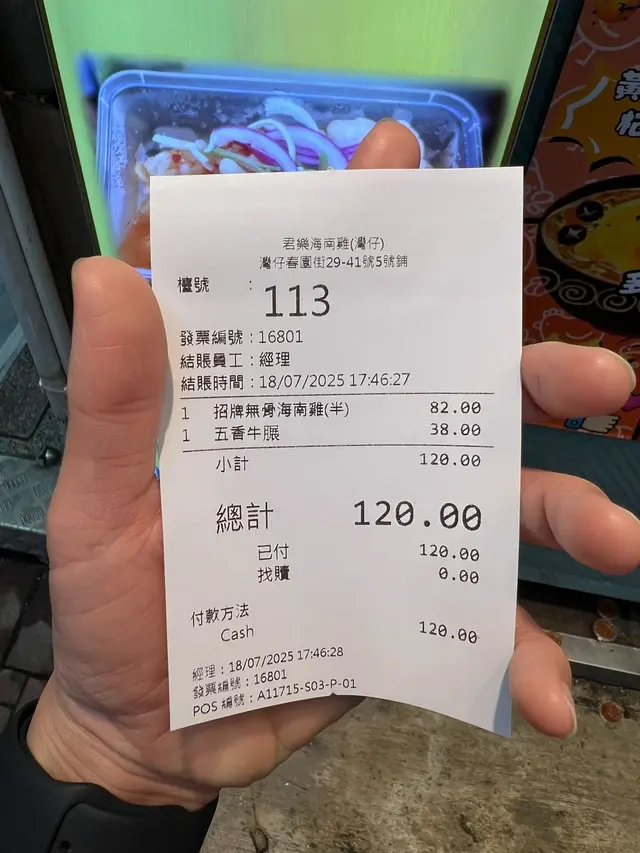 君樂海南雞(灣仔)
灣仔春園街29-41號5號鋪
檯號 : 113
發票編號 : 16801
結賬員工 : 經理
結賬時間 : 18/07/2025 17:46:27
1 招牌無骨海南雞(半) 82.00
1 五香牛𦟌 38.00
小計 120.00
總計 120.00
已付 120.00
找贖 0.00
付款方法
Cash 120.00
經理 : 18/07/2025 17:46:28
發票編號 : 16801
POS 編號 : A11715-S03-P-01
黃
五